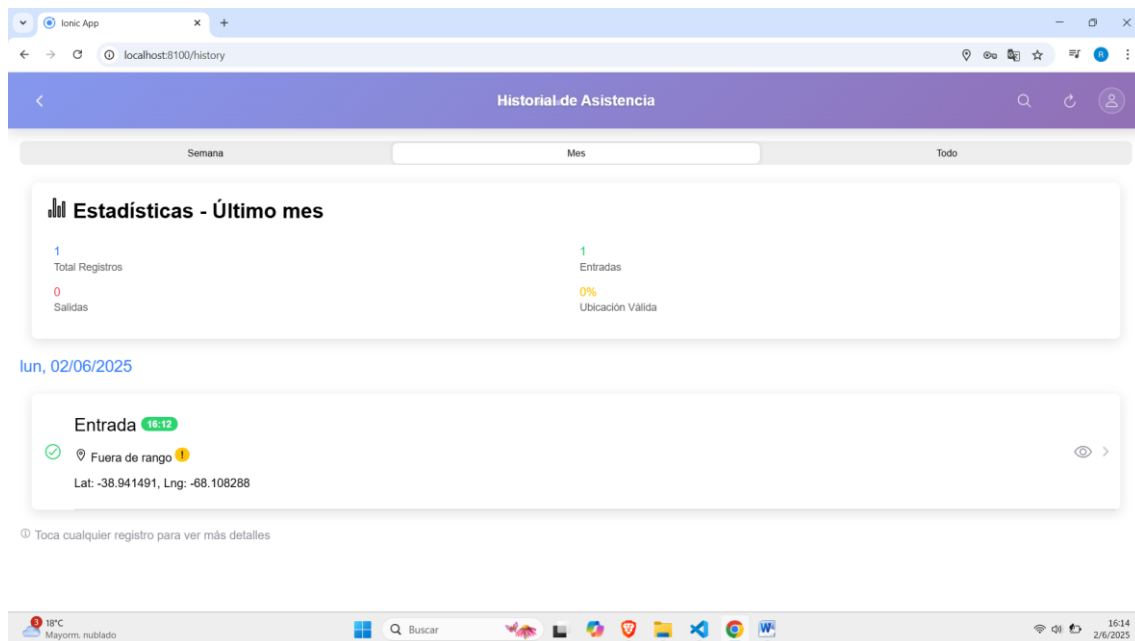 Ionic App
localhost:8100/history
R
Historial de Asistencia
Semana Mes Todo
Estadísticas - Último mes
1
Total Registros
1
Entradas
0
Salidas
0%
Ubicación Válida
lun, 02/06/2025
Entrada 16:12
Fuera de rango !
Lat: -38.941491, Lng: -68.108288
Toca cualquier registro para ver más detalles
3
18°C
Mayorm. nublado
Buscar
W
16:14
2/6/2025